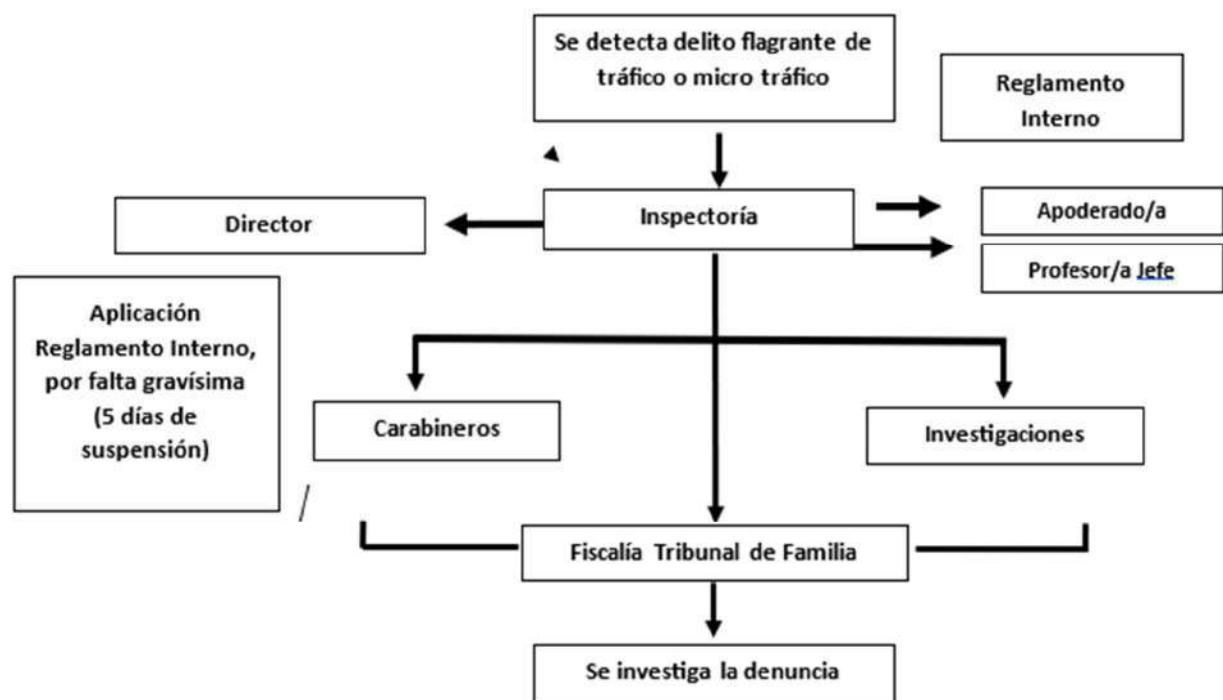 Se detecta delito flagrante de
tráfico o micro tráfico
Reglamento
Interno
Director
Inspectoría
Apoderado/a
Profesor/a Jefe
Aplicación
Reglamento Interno,
por falta gravísima
(5 días de
suspensión)
Carabineros
Investigaciones
Fiscalía Tribunal de Familia
Se investiga la denuncia